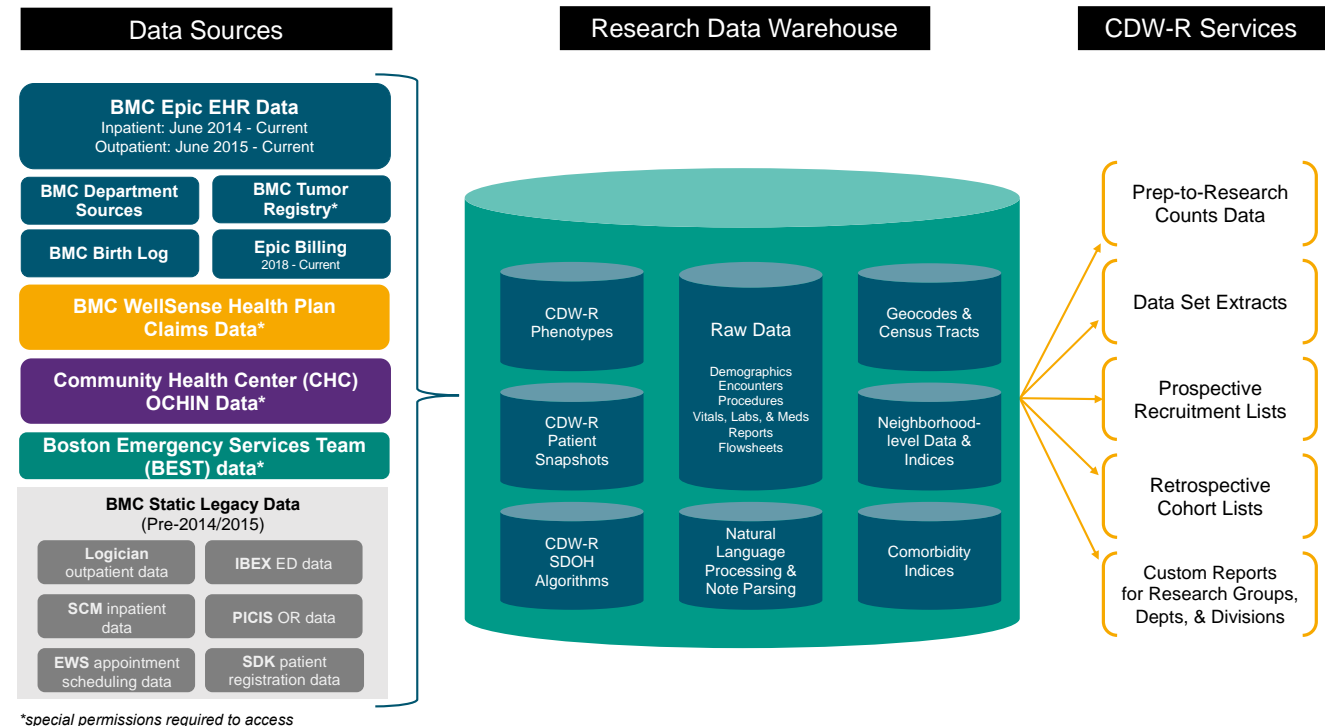 Data Sources
Research Data Warehouse
CDW-R Services
BMC Epic EHR Data
Inpatient: June 2014 - Current
Outpatient: June 2015 - Current
BMC Department
Sources
BMC Tumor
Registry*
BMC Birth Log
Epic Billing
2018 - Current
BMC WellSense Health Plan
Claims Data*
Community Health Center (CHC)
OCHIN Data*
Boston Emergency Services Team
(BEST) data*
BMC Static Legacy Data
(Pre-2014/2015)
Logician
outpatient data
IBEX ED data
SCM inpatient
data
PICIS OR data
EWS appointment
scheduling data
SDK patient
registration data
*special permissions required to access
CDW-R
Phenotypes
Raw Data
Demographics
Encounters
Procedures
Vitals, Labs, & Meds
Reports
Flowsheets
Geocodes &
Census Tracts
CDW-R
Patient
Snapshots
Neighborhood-
level Data &
Indices
CDW-R
SDOH
Algorithms
Natural
Language
Processing &
Note Parsing
Comorbidity
Indices
Prep-to-Research
Counts Data
Data Set Extracts
Prospective
Recruitment Lists
Retrospective
Cohort Lists
Custom Reports
for Research Groups,
Depts, & Divisions